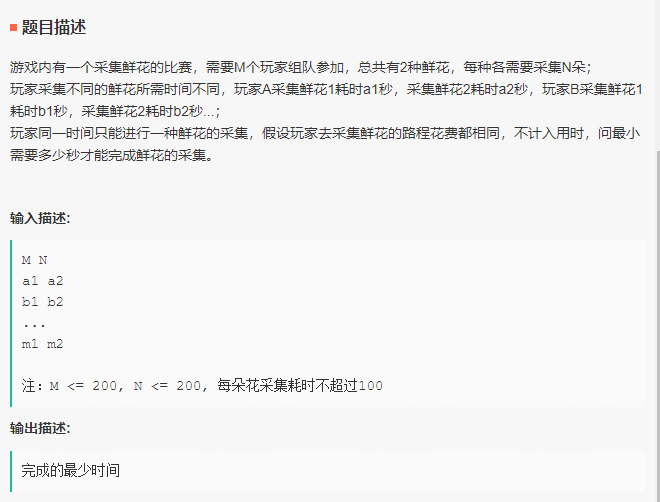 题目描述
游戏内有一个采集鲜花的比赛，需要M个玩家组队参加，总共有2种鲜花，每种各需要采集N朵；
玩家采集不同的鲜花所需时间不同，玩家A采集鲜花1耗时a1秒，采集鲜花2耗时a2秒，玩家B采集鲜花1
耗时b1秒，采集鲜花2耗时b2秒...；
玩家同一时间只能进行一种鲜花的采集，假设玩家去采集鲜花的路程花费都相同，不计入用时，问最小
需要多少秒才能完成鲜花的采集。
输入描述:
M N
a1 a2
b1 b2
...
m1 m2
注：M <= 200, N <= 200, 每朵花采集耗时不超过100
输出描述:
完成的最少时间